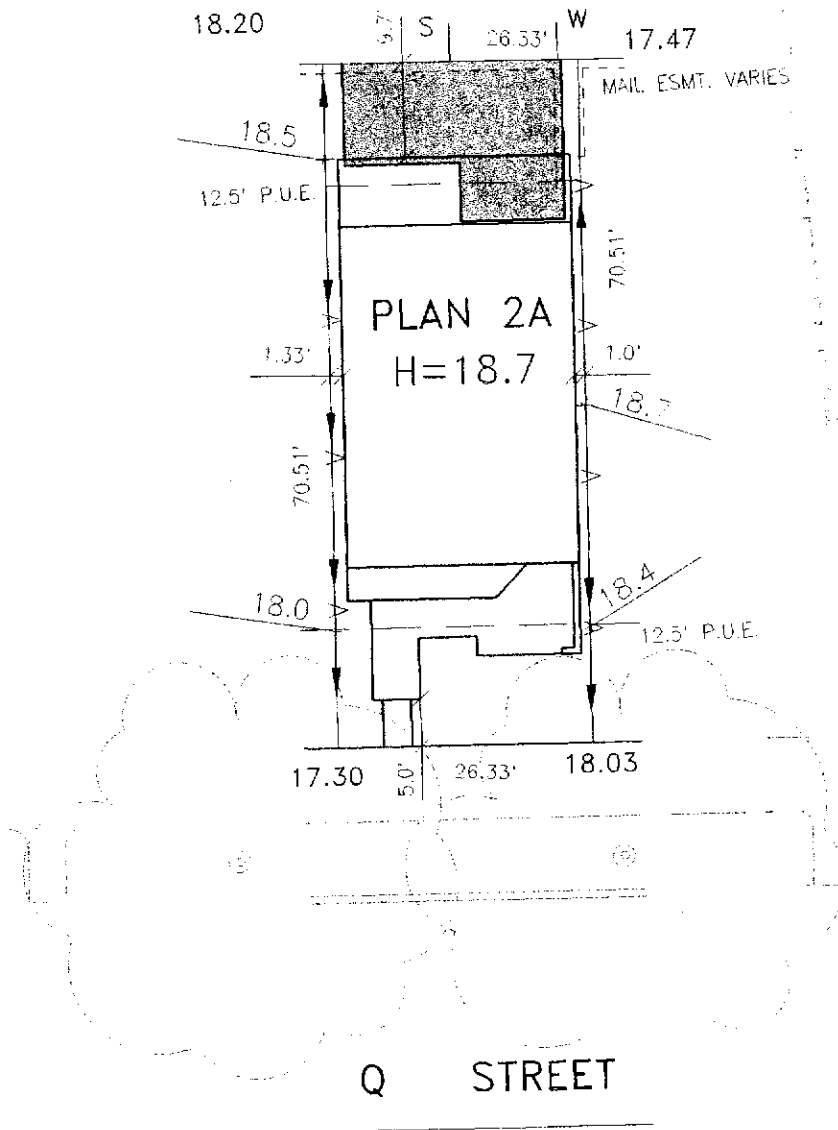 18.20
9.7'
S
26.33'
W
17.47
MAIL ESMT. VARIES
18.5
12.5' P.U.E.
70.51'
PLAN 2A
H=18.7
1.33'
1.0'
18.7
70.51'
18.0
18.4
12.5' P.U.E.
17.30
5.0'
26.33'
18.03
Q STREET